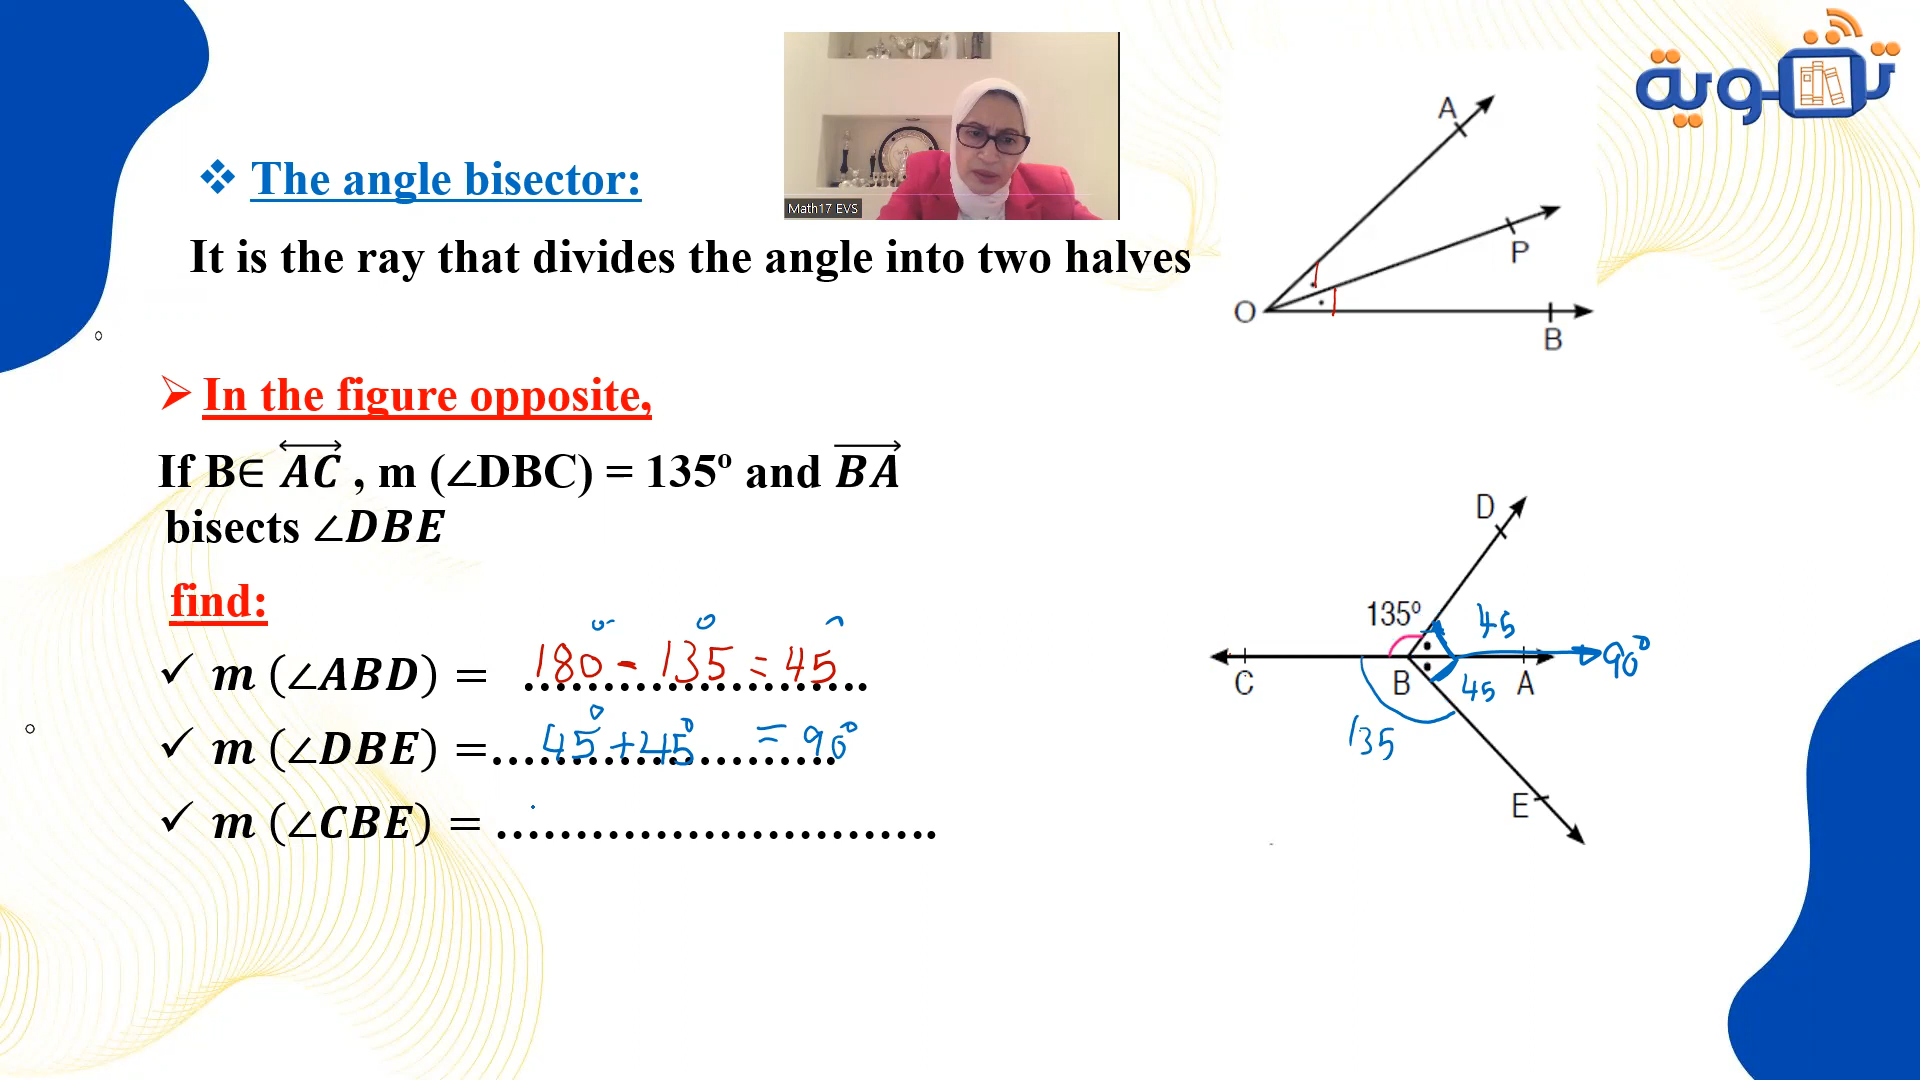 تنوية
Math17 EVS
❖ The angle bisector:
It is the ray that divides the angle into two halves
A
P
O
B
➢ In the figure opposite,
If B∈ AC , m (∠DBC) = 135º and BA
bisects ∠DBE
find:
✓ m (∠ABD) = 180° - 135° = 45°
✓ m (∠DBE) = 45° + 45° = 90°
✓ m (∠CBE) = ............................
D
135º
45
90°
C
B
45
A
135
E